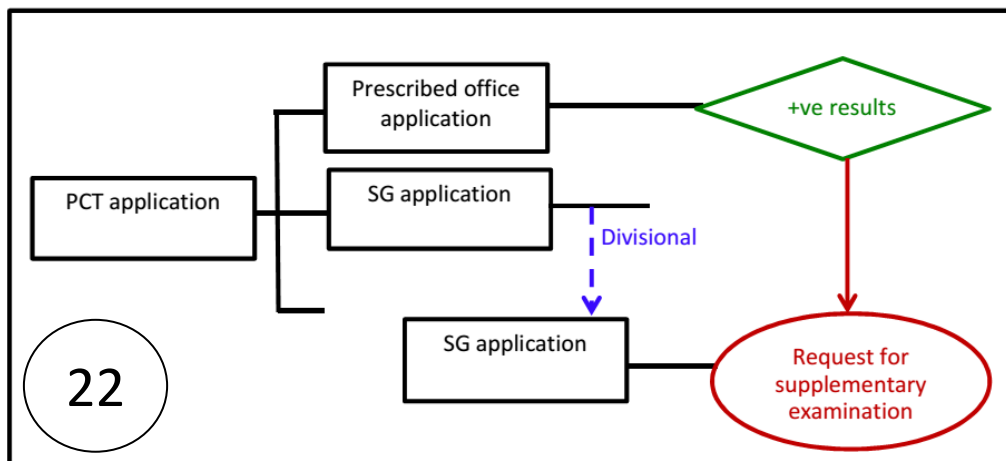 Prescribed office
application
+ve results
PCT application
SG application
Divisional
SG application
Request for
supplementary
examination
22